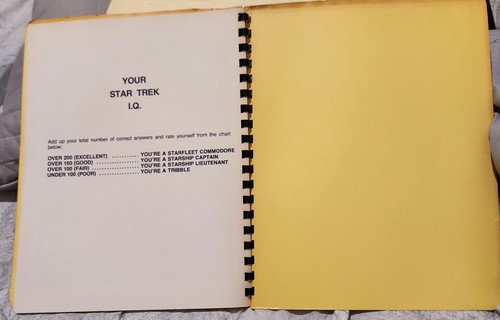 YOUR
STAR TREK
I.Q.
Add up your total number of correct answers and rate yourself from the chart
below:
OVER 200 (EXCELLENT) .......... YOU'RE A STARFLEET COMMODORE
OVER 150 (GOOD) ................ YOU'RE A STARSHIP CAPTAIN
OVER 100 (FAIR) .................. YOU'RE A STARSHIP LIEUTENANT
UNDER 100 (POOR) ............... YOU'RE A TRIBBLE